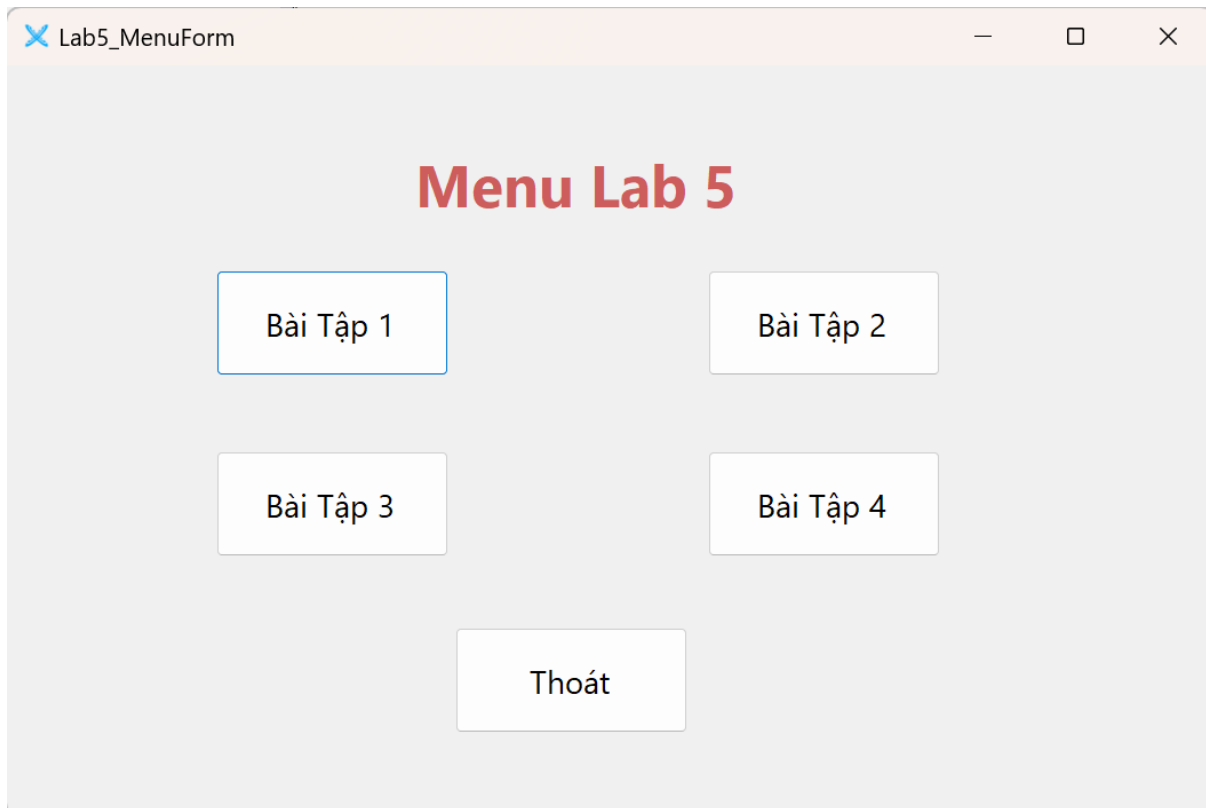 Lab5_MenuForm
Menu Lab 5
Bài Tập 1
Bài Tập 2
Bài Tập 3
Bài Tập 4
Thoát